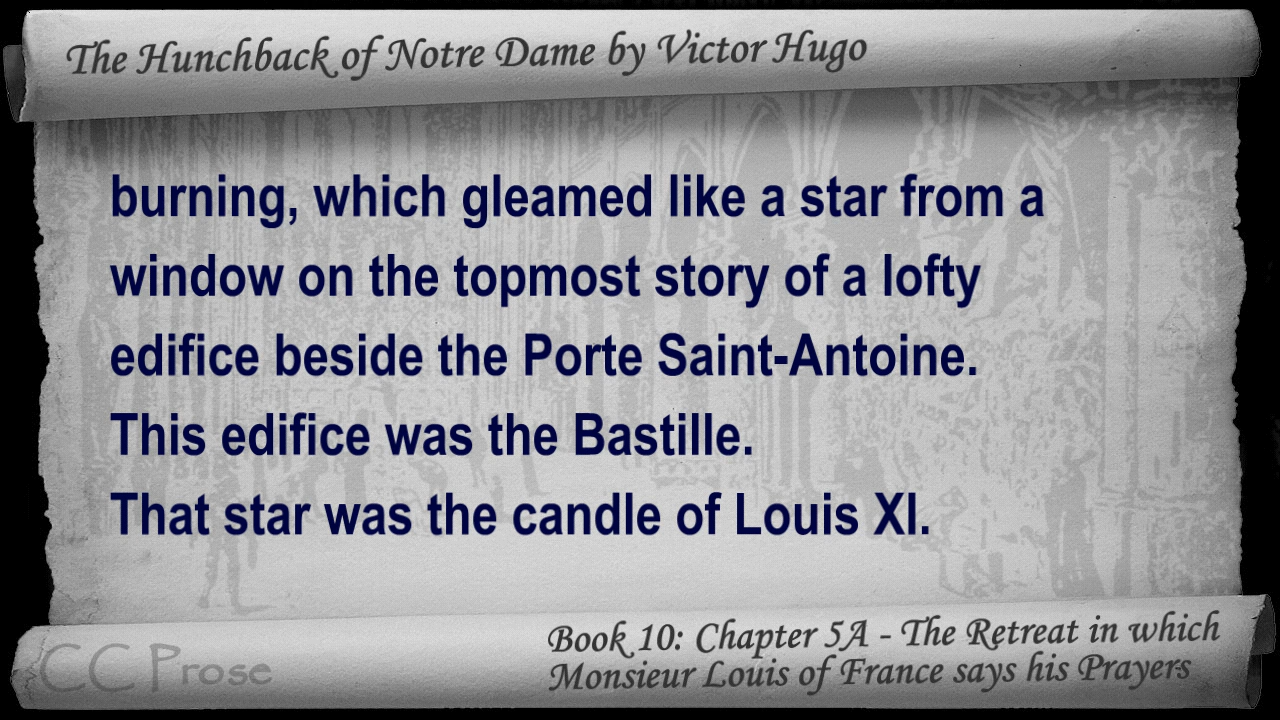 The Hunchback of Notre Dame by Victor Hugo
burning, which gleamed like a star from a
window on the topmost story of a lofty
edifice beside the Porte Saint-Antoine.
This edifice was the Bastille.
That star was the candle of Louis XI.
CC Prose
Book 10: Chapter 5A - The Retreat in which
Monsieur Louis of France says his Prayers